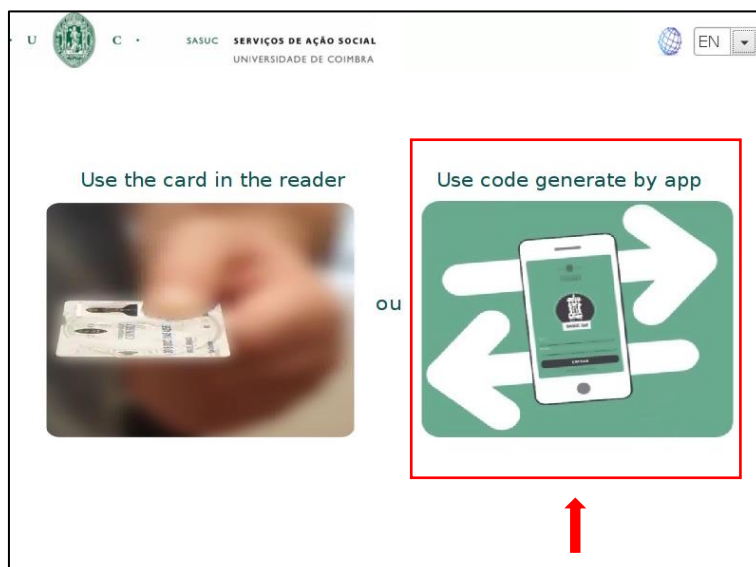 · U C ·
SASUC SERVIÇOS DE AÇÃO SOCIAL
UNIVERSIDADE DE COIMBRA
EN
Use the card in the reader
Use code generate by app
ou